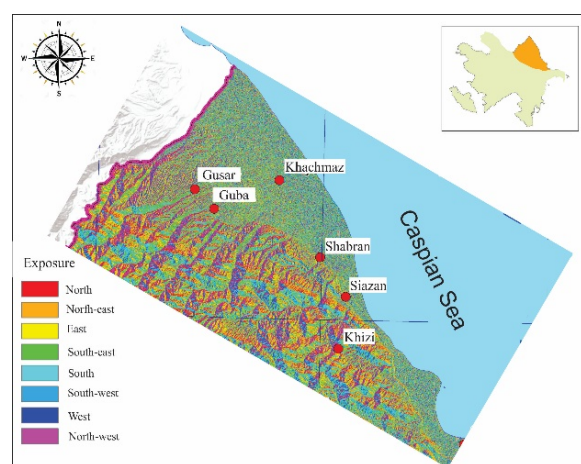 N
W
E
S
Khachmaz
Gusar
Guba
Shabran
Siazan
Khizi
Caspian Sea
Exposure
North
North-east
East
South-east
South
South-west
West
North-west